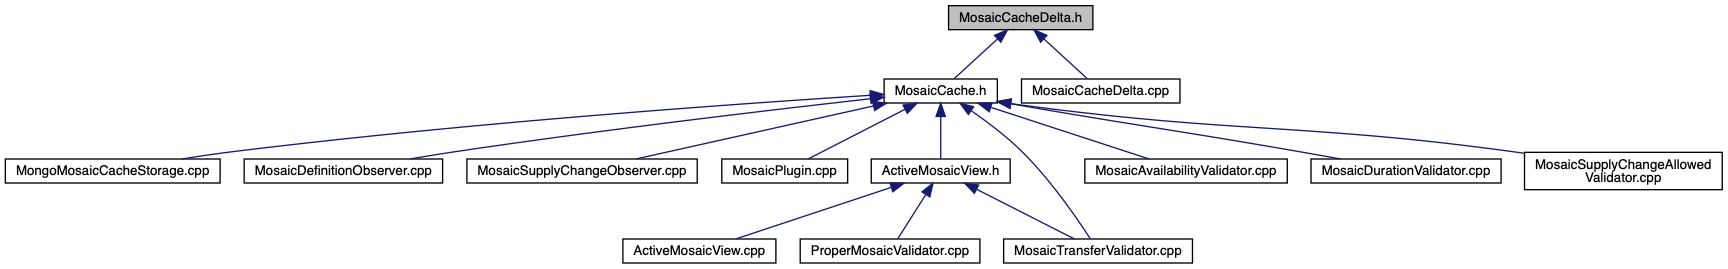 MosaicCacheDelta.h
MosaicCache.h
MosaicCacheDelta.cpp
MongoMosaicCacheStorage.cpp
MosaicDefinitionObserver.cpp
MosaicSupplyChangeObserver.cpp
MosaicPlugin.cpp
ActiveMosaicView.h
MosaicAvailabilityValidator.cpp
MosaicDurationValidator.cpp
MosaicSupplyChangeAllowed
Validator.cpp
ActiveMosaicView.cpp
ProperMosaicValidator.cpp
MosaicTransferValidator.cpp